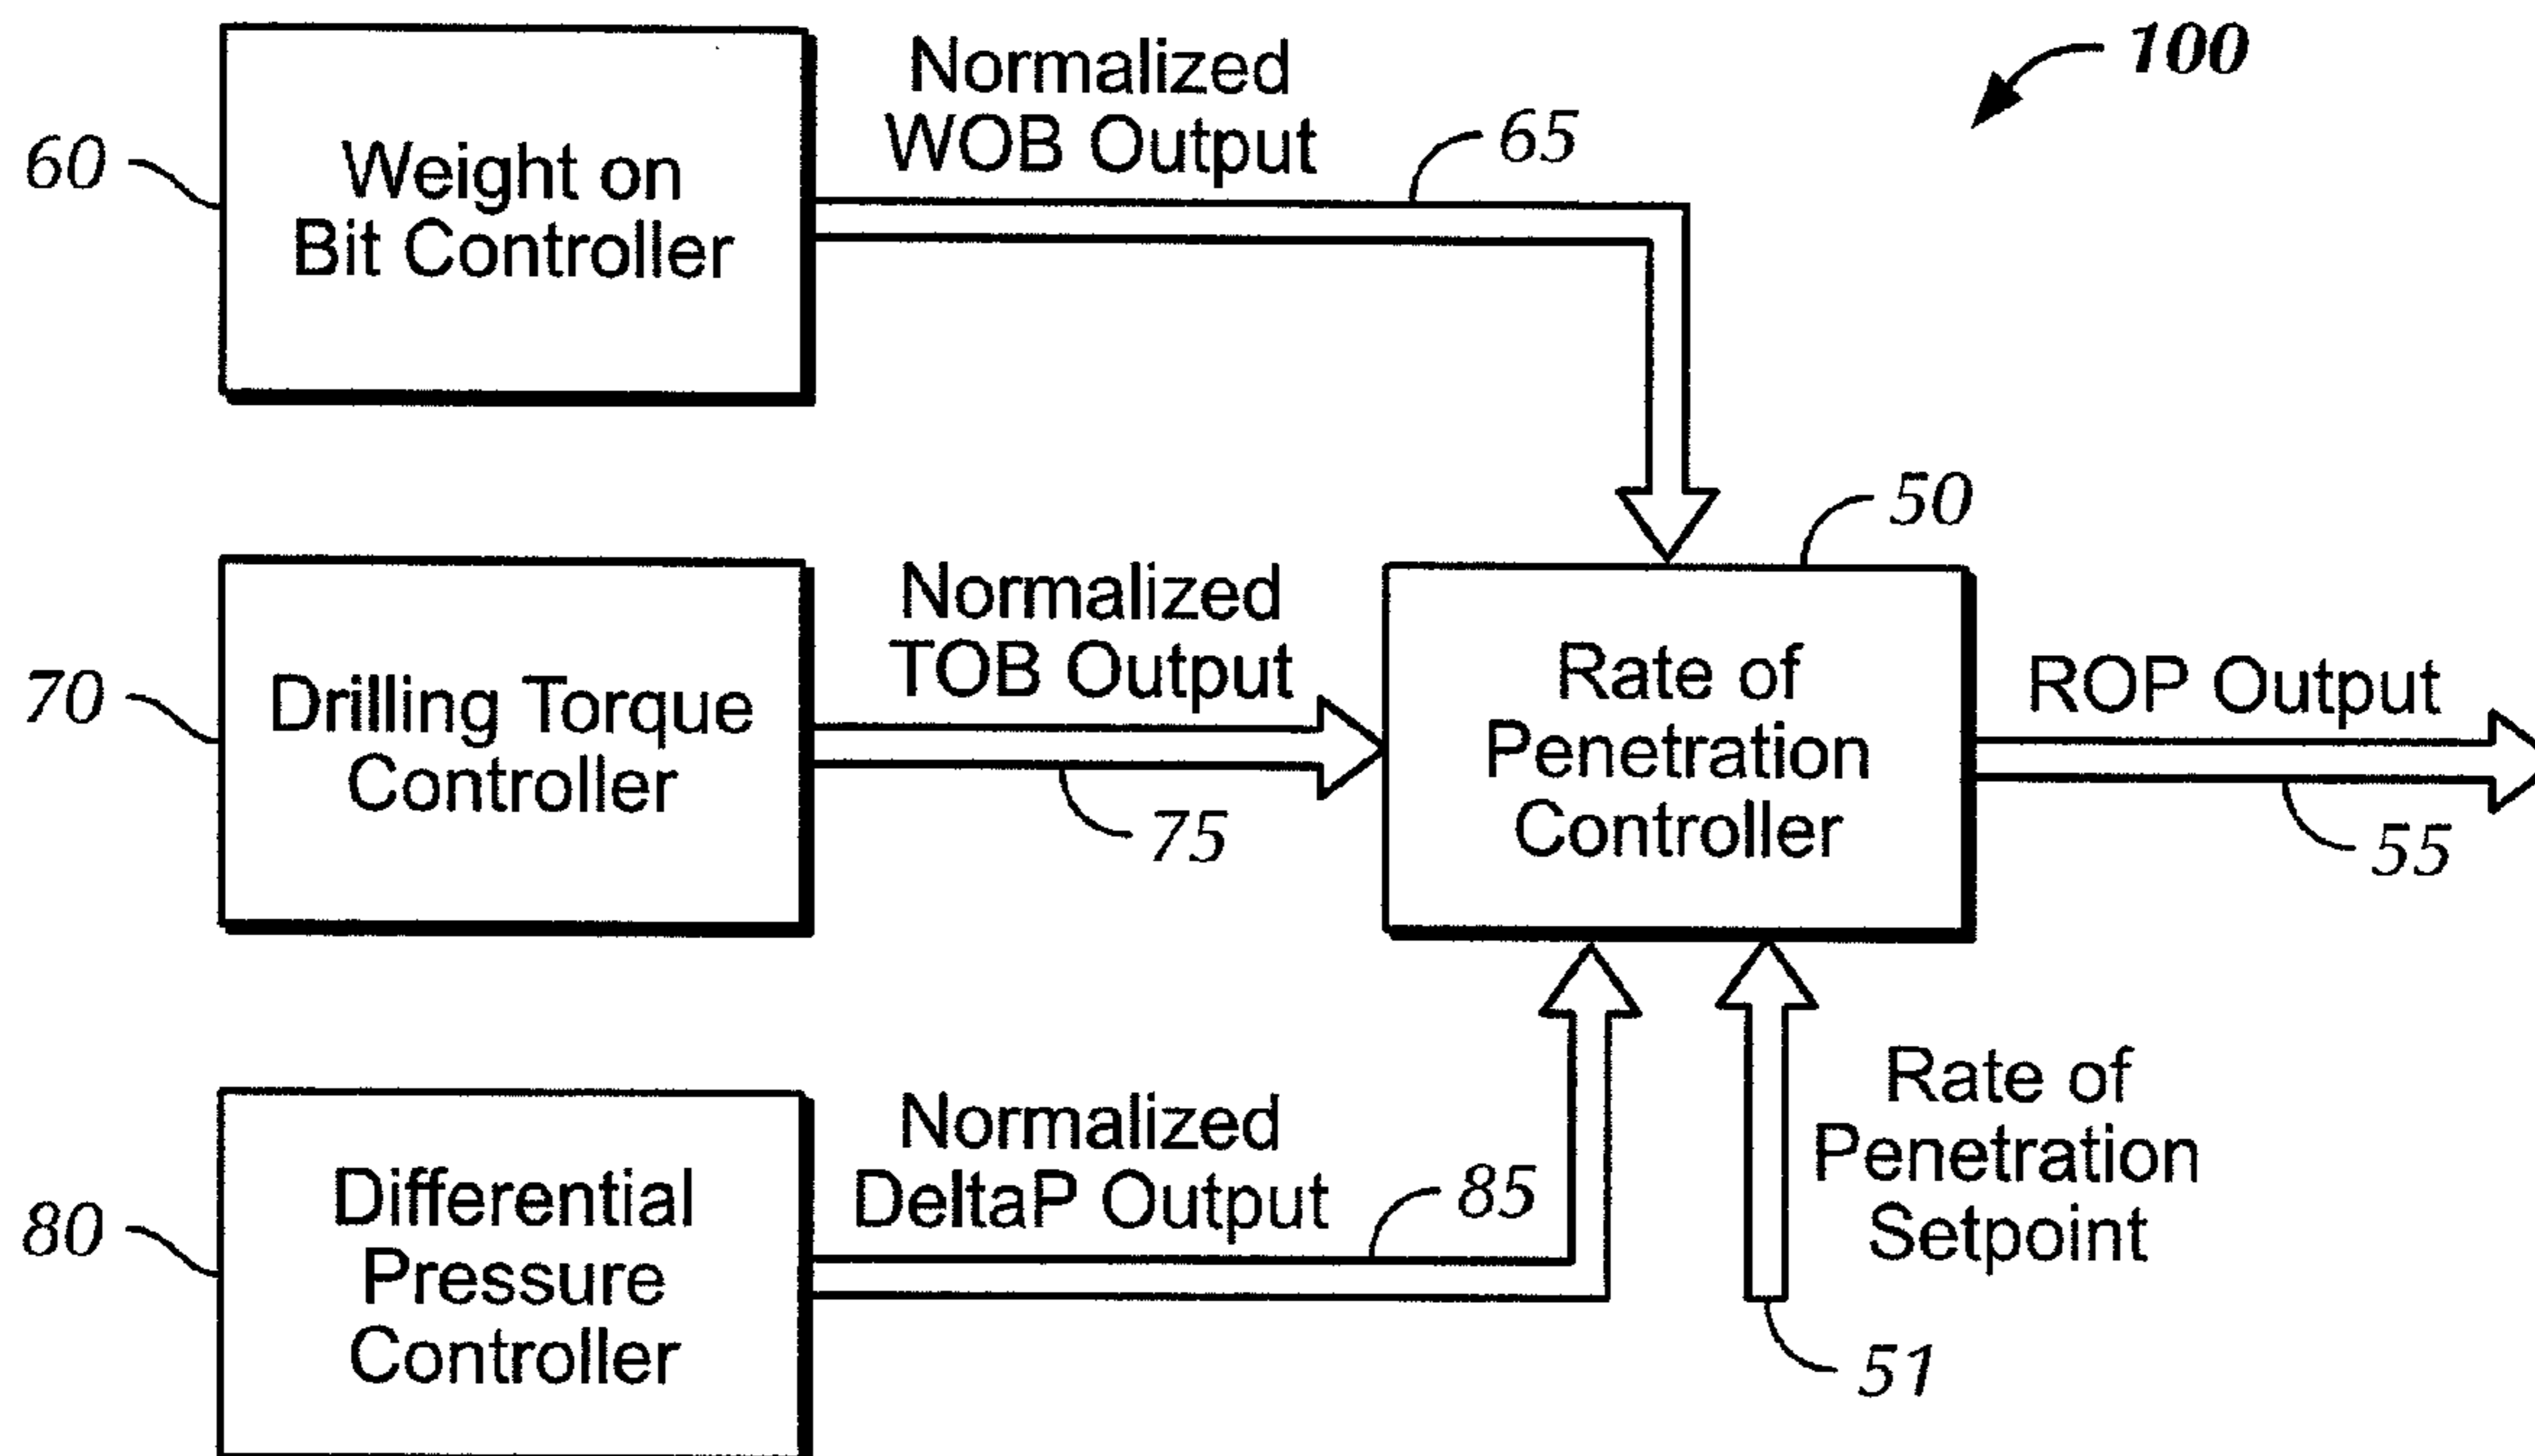 100
Normalized
WOB Output
65
60
Weight on
Bit Controller
50
Normalized
TOB Output
75
70
Drilling Torque
Controller
Rate of
Penetration
Controller
ROP Output
55
Normalized
DeltaP Output
85
80
Differential
Pressure
Controller
Rate of
Penetration
Setpoint
51